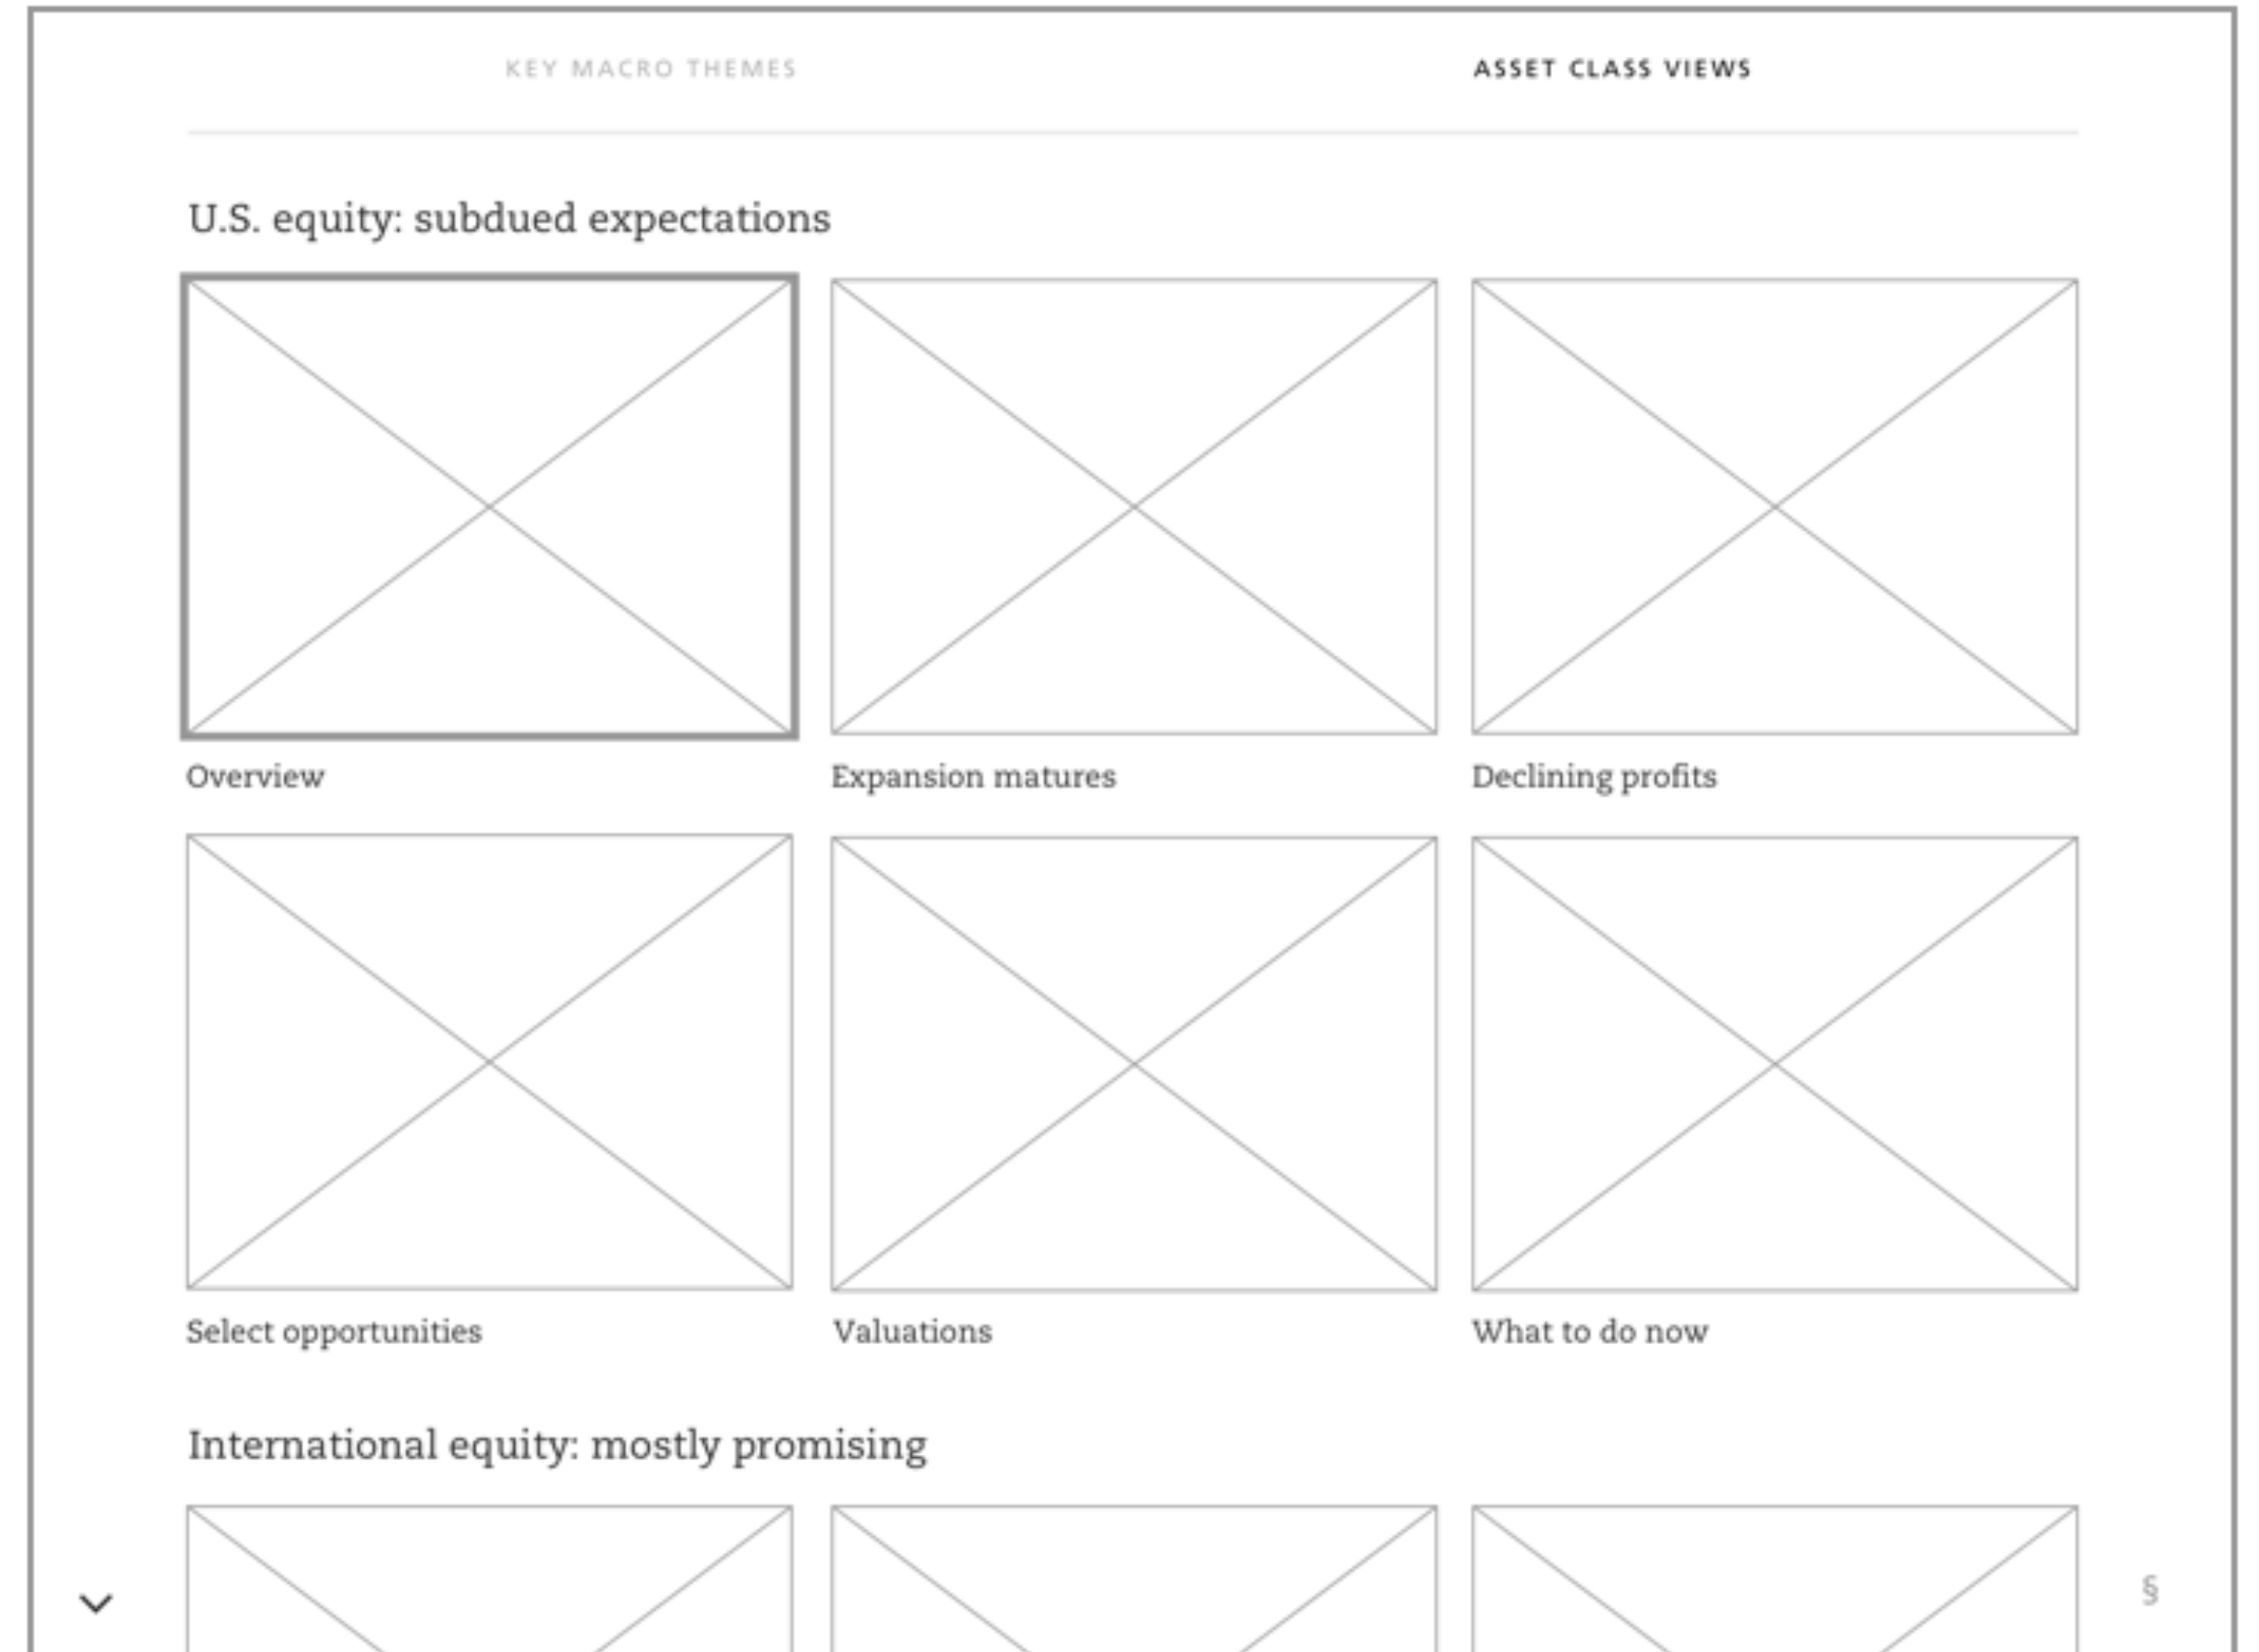 KEY MACRO THEMES
ASSET CLASS VIEWS
U.S. equity: subdued expectations
Overview
Expansion matures
Declining profits
Select opportunities
Valuations
What to do now
International equity: mostly promising
§